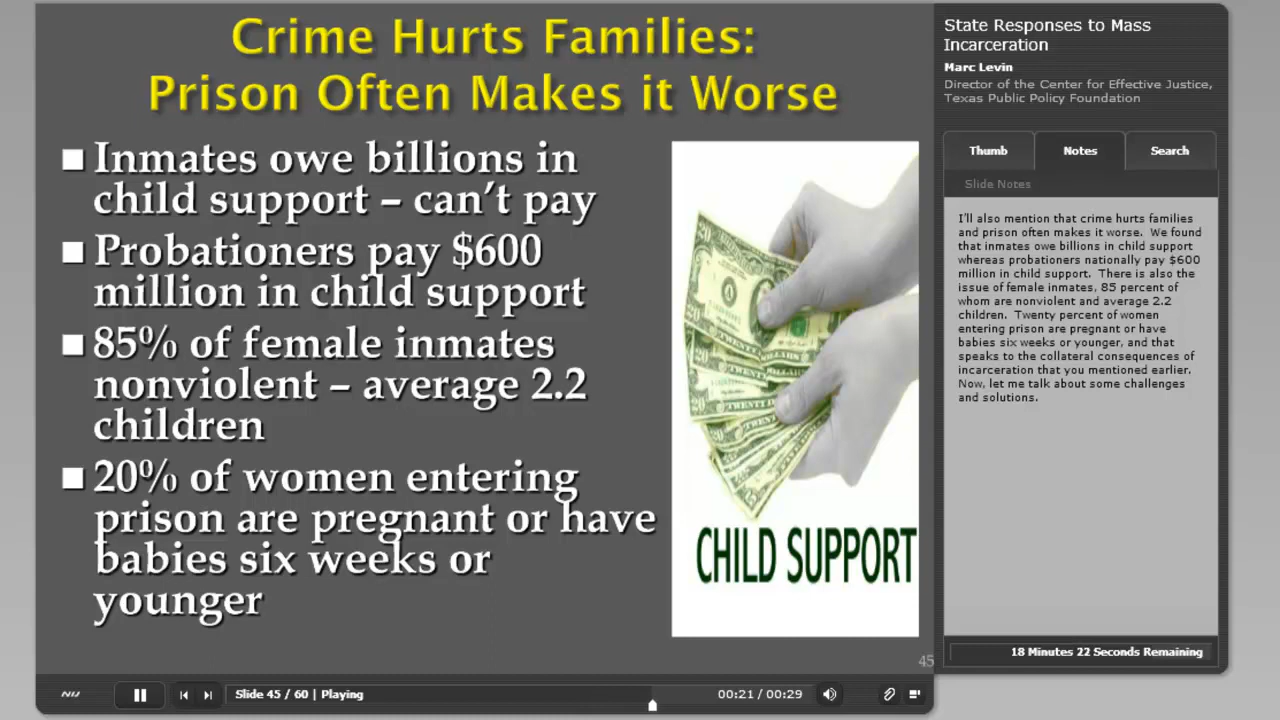 Crime Hurts Families:
Prison Often Makes it Worse
■ Inmates owe billions in
child support – can't pay
■ Probationers pay $600
million in child support
■ 85% of female inmates
nonviolent – average 2.2
children
■ 20% of women entering
prison are pregnant or have
babies six weeks or
younger
CHILD SUPPORT
45
State Responses to Mass
Incarceration
Marc Levin
Director of the Center for Effective Justice,
Texas Public Policy Foundation
Thumb Notes Search
Slide Notes
I'll also mention that crime hurts families
and prison often makes it worse. We found
that inmates owe billions in child support
whereas probationers nationally pay $600
million in child support. There is also the
issue of female inmates, 85 percent of
whom are nonviolent and average 2.2
children. Twenty percent of women
entering prison are pregnant or have
babies six weeks or younger, and that
speaks to the collateral consequences of
incarceration that you mentioned earlier.
Now, let me talk about some challenges
and solutions.
18 Minutes 22 Seconds Remaining
Slide 45 / 60 | Playing
00:21 / 00:29